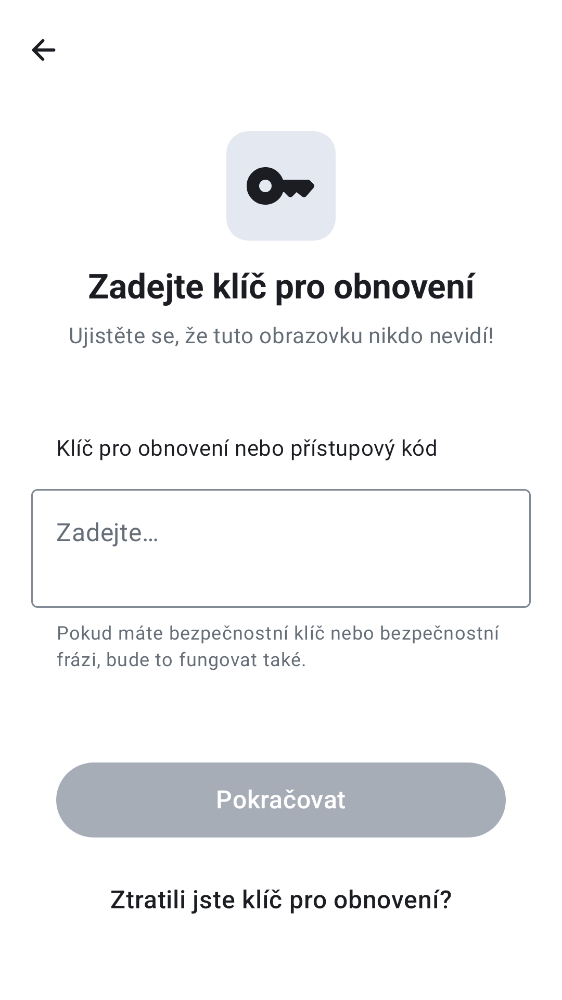 Zadejte klíč pro obnovení
Ujistěte se, že tuto obrazovku nikdo nevidí!
Klíč pro obnovení nebo přístupový kód
Zadejte…
Pokud máte bezpečnostní klíč nebo bezpečnostní
frázi, bude to fungovat také.
Pokračovat
Ztratili jste klíč pro obnovení?